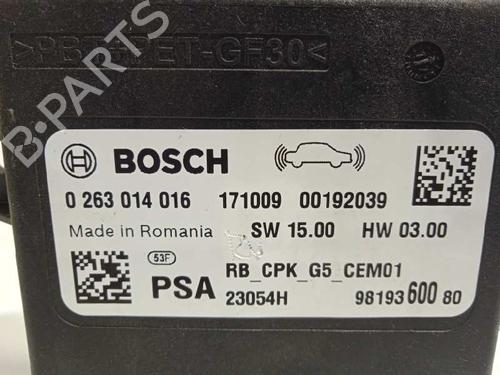 >PBT+PET-GF30<
B-PARTS
BOSCH
0 263 014 016 171009 00192039
Made in Romania SW 15.00 HW 03.00
53F RB_CPK_G5_CEM01
PSA 23054H 98193 600 80